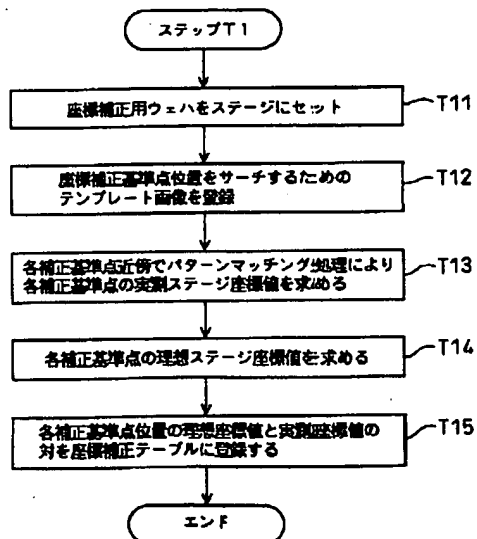 ステップT1
座標補正用ウェハをステージにセット
T11
座標補正基準点位置をサーチするための
テンプレート画像を登録
T12
各補正基準点近傍でパターンマッチング処理により
各補正基準点の実測ステージ座標値を求める
T13
各補正基準点の理想ステージ座標値を求める
T14
各補正基準点位置の理想座標値と実測座標値の
対を座標補正テーブルに登録する
T15
エンド